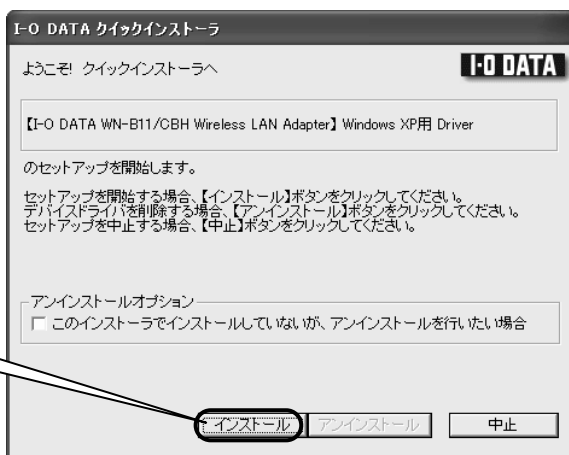 I-O DATA クイックインストーラ
ようこそ! クイックインストーラへ
I-O DATA
【I-O DATA WN-B11/CBH Wireless LAN Adapter】 Windows XP用 Driver
のセットアップを開始します。
セットアップを開始する場合、【インストール】ボタンをクリックしてください。
デバイスドライバを削除する場合、【アンインストール】ボタンをクリックしてください。
セットアップを中止する場合、【中止】ボタンをクリックしてください。
アンインストールオプション
このインストーラでインストールしていないが、アンインストールを行いたい場合
インストール
アンインストール
中止